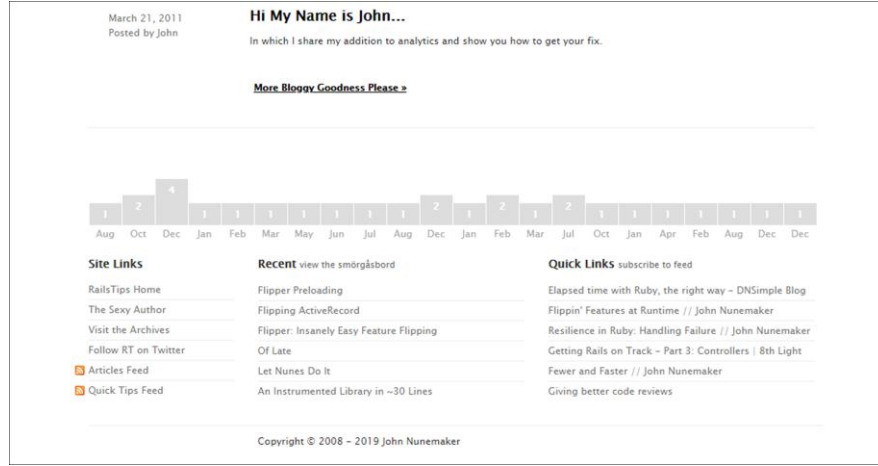 March 21, 2011
Posted by John
Hi My Name is John...
In which I share my addition to analytics and show you how to get your fix.
More Bloggy Goodness Please »
1 2 4 1 1 1 1 1 1 1 2 1 2 1 2 1 1 1 1 1 1 1
Aug Oct Dec Jan Feb Mar May Jun Jul Aug Dec Jan Feb Mar Jul Oct Jan Apr Feb Aug Dec Dec
Site Links
RailsTips Home
The Sexy Author
Visit the Archives
Follow RT on Twitter
Articles Feed
Quick Tips Feed
Recent view the smörgåsbord
Flipper Preloading
Flipping ActiveRecord
Flipper: Insanely Easy Feature Flipping
Of Late
Let Nunes Do It
An Instrumented Library in ~30 Lines
Quick Links subscribe to feed
Elapsed time with Ruby, the right way - DNSimple Blog
Flippin' Features at Runtime // John Nunemaker
Resilience in Ruby: Handling Failure // John Nunemaker
Getting Rails on Track - Part 3: Controllers | 8th Light
Fewer and Faster // John Nunemaker
Giving better code reviews
Copyright © 2008 - 2019 John Nunemaker